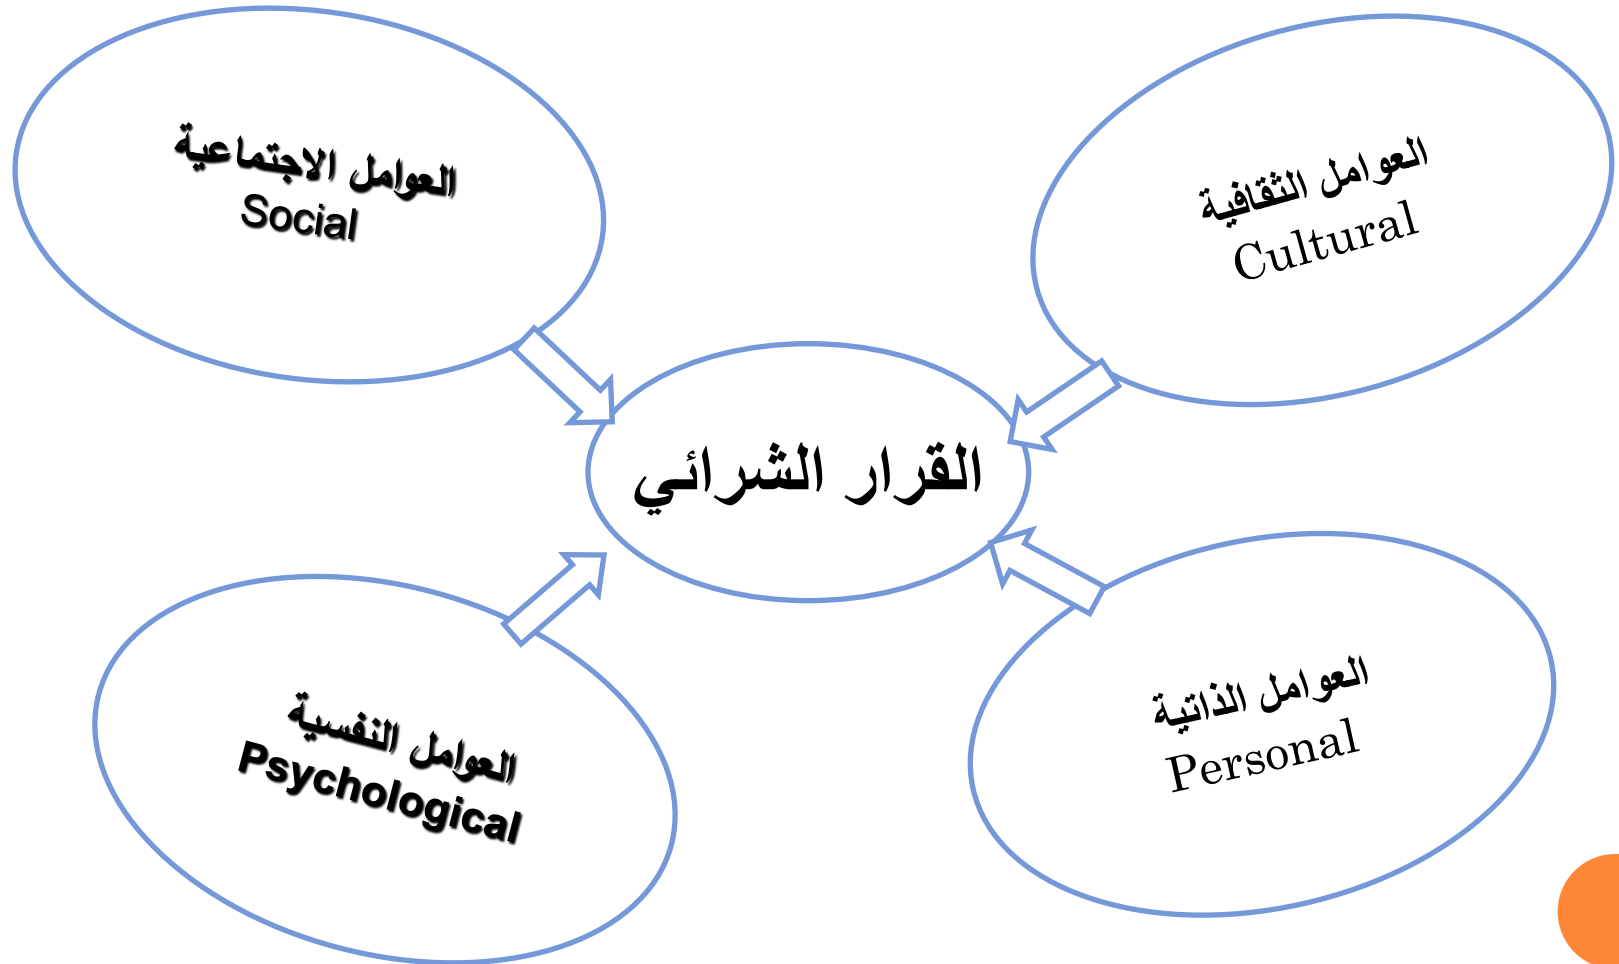 العوامل الثقافية
Cultural
العوامل الاجتماعية
Social
القرار الشرائي
العوامل الذاتية
Personal
العوامل النفسية
Psychological